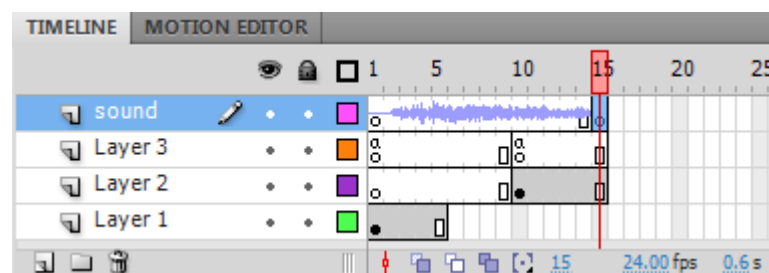 TIMELINE MOTION EDITOR
1 5 10 15 20 25
sound
Layer 3 a a
Layer 2
Layer 1
15 24.00 fps 0.6 s